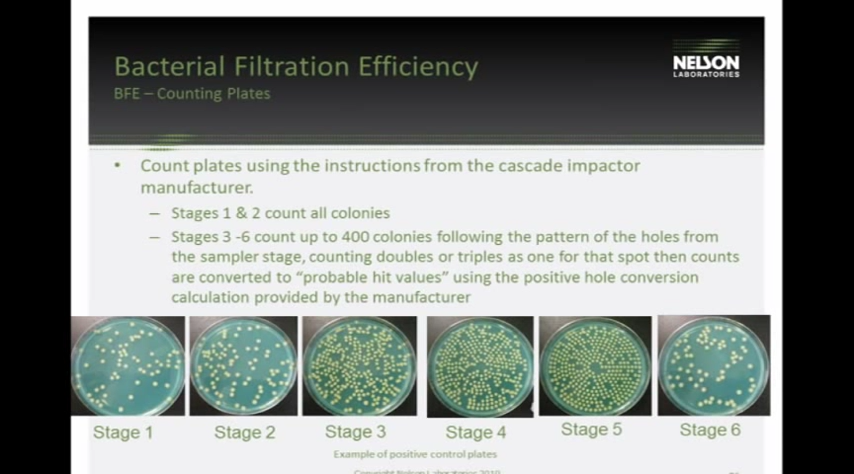 Bacterial Filtration Efficiency
NELSON
LABORATORIES
BFE – Counting Plates
• Count plates using the instructions from the cascade impactor
manufacturer.
– Stages 1 & 2 count all colonies
– Stages 3 -6 count up to 400 colonies following the pattern of the holes from
the sampler stage, counting doubles or triples as one for that spot then counts
are converted to “probable hit values” using the positive hole conversion
calculation provided by the manufacturer
Stage 1 Stage 2 Stage 3 Stage 4 Stage 5 Stage 6
Example of positive control plates
Copyright Nelson Laboratories 2010